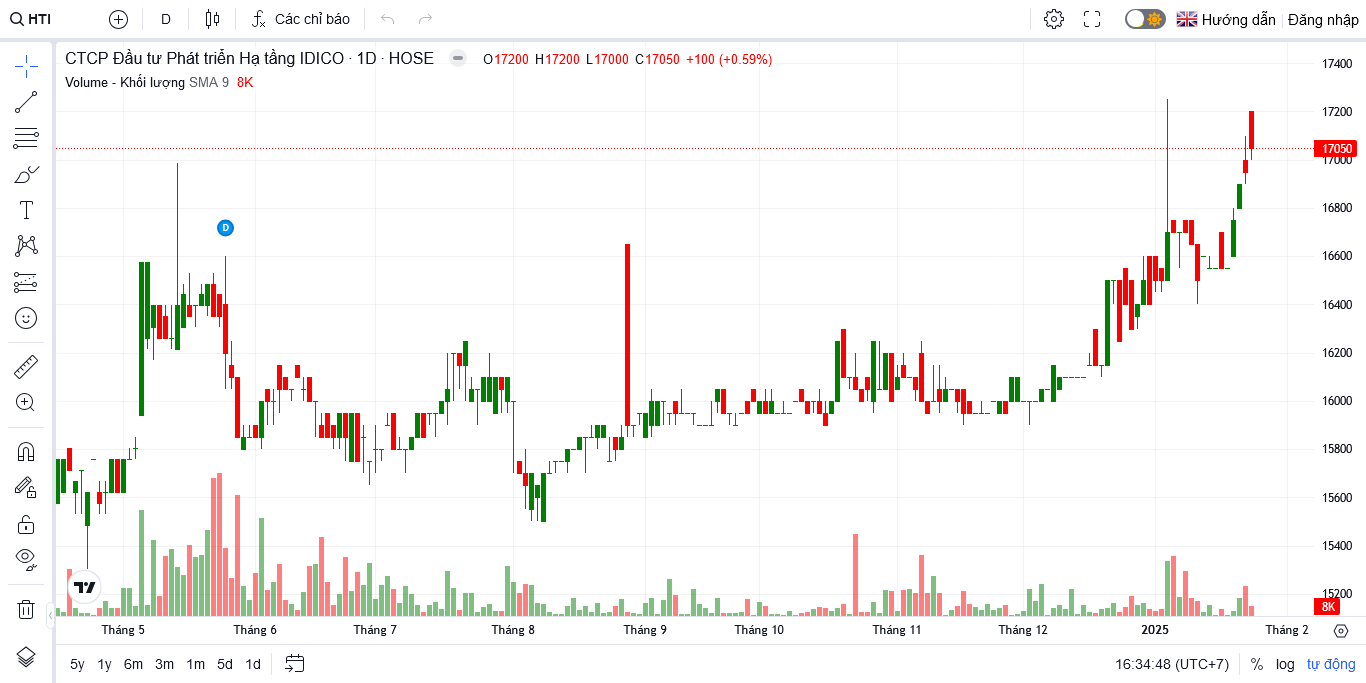 HTI D Các chỉ báo Hướng dẫn Đăng nhập
CTCP Đầu tư Phát triển Hạ tầng IDICO · 1D · HOSE O17200 H17200 L17000 C17050 +100 (+0.59%)
Volume - Khối lượng SMA 9 8K
D
17400
17200
17050
17000
16800
16600
16400
16200
16000
15800
15600
15400
15200
8K
Tháng 5 Tháng 6 Tháng 7 Tháng 8 Tháng 9 Tháng 10 Tháng 11 Tháng 12 2025 Tháng 2
5y 1y 6m 3m 1m 5d 1d 16:34:48 (UTC+7) % log tự động